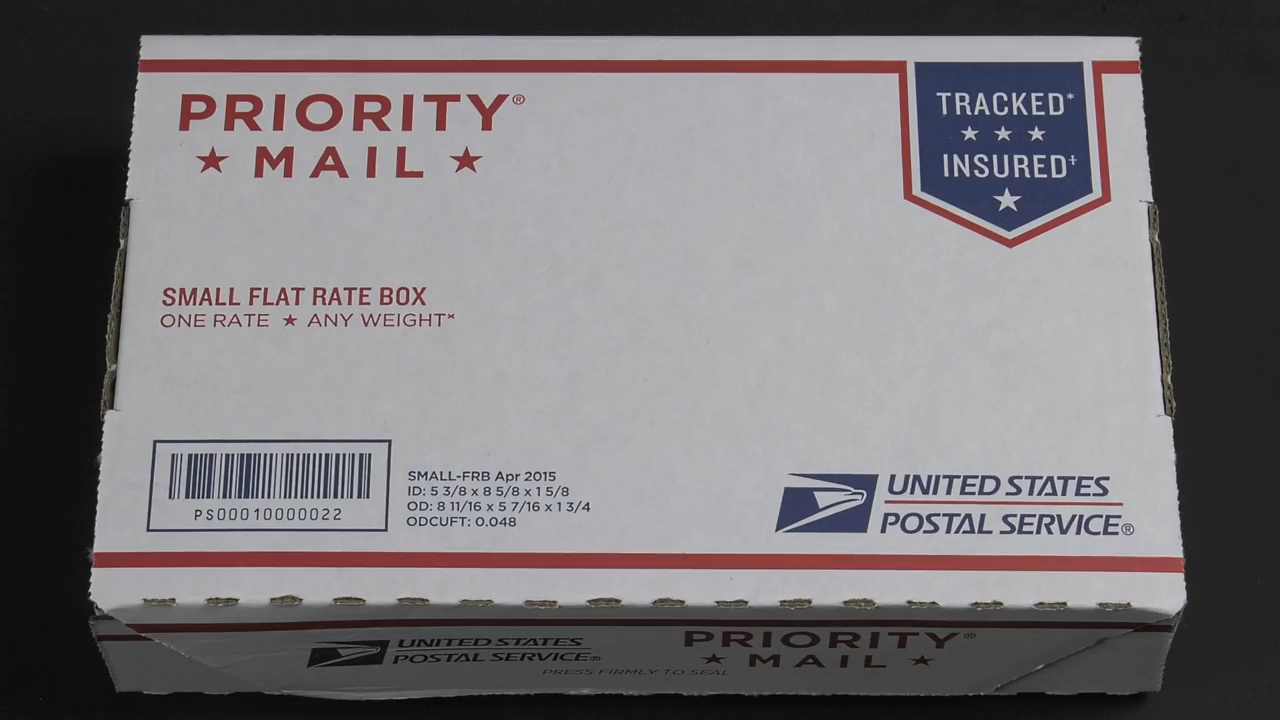 PRIORITY®
★ MAIL ★
TRACKED*
★ ★ ★
INSURED‡
★
SMALL FLAT RATE BOX
ONE RATE ★ ANY WEIGHT*
PS00010000022
SMALL-FRB Apr 2015
ID: 5 3/8 x 8 5/8 x 1 5/8
OD: 8 11/16 x 5 7/16 x 1 3/4
ODCUFT: 0.048
UNITED STATES
POSTAL SERVICE®
UNITED STATES
POSTAL SERVICE®
PRIORITY®
★ MAIL ★
PRESS FIRMLY TO SEAL